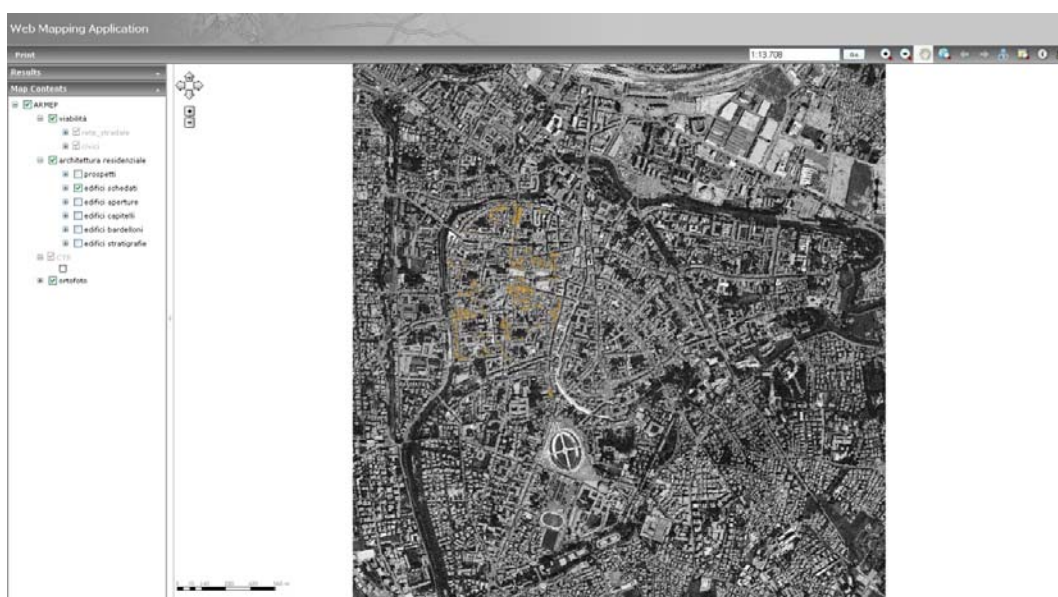 Web Mapping Application
Print
1:13.708
Go
Results
Map Contents
ARMEP
viabilità
rete_stradale
civici
architettura residenziale
prospetti
edifici schedati
edifici aperture
edifici capitelli
edifici bardelloni
edifici stratigrafie
CTR
ortofoto